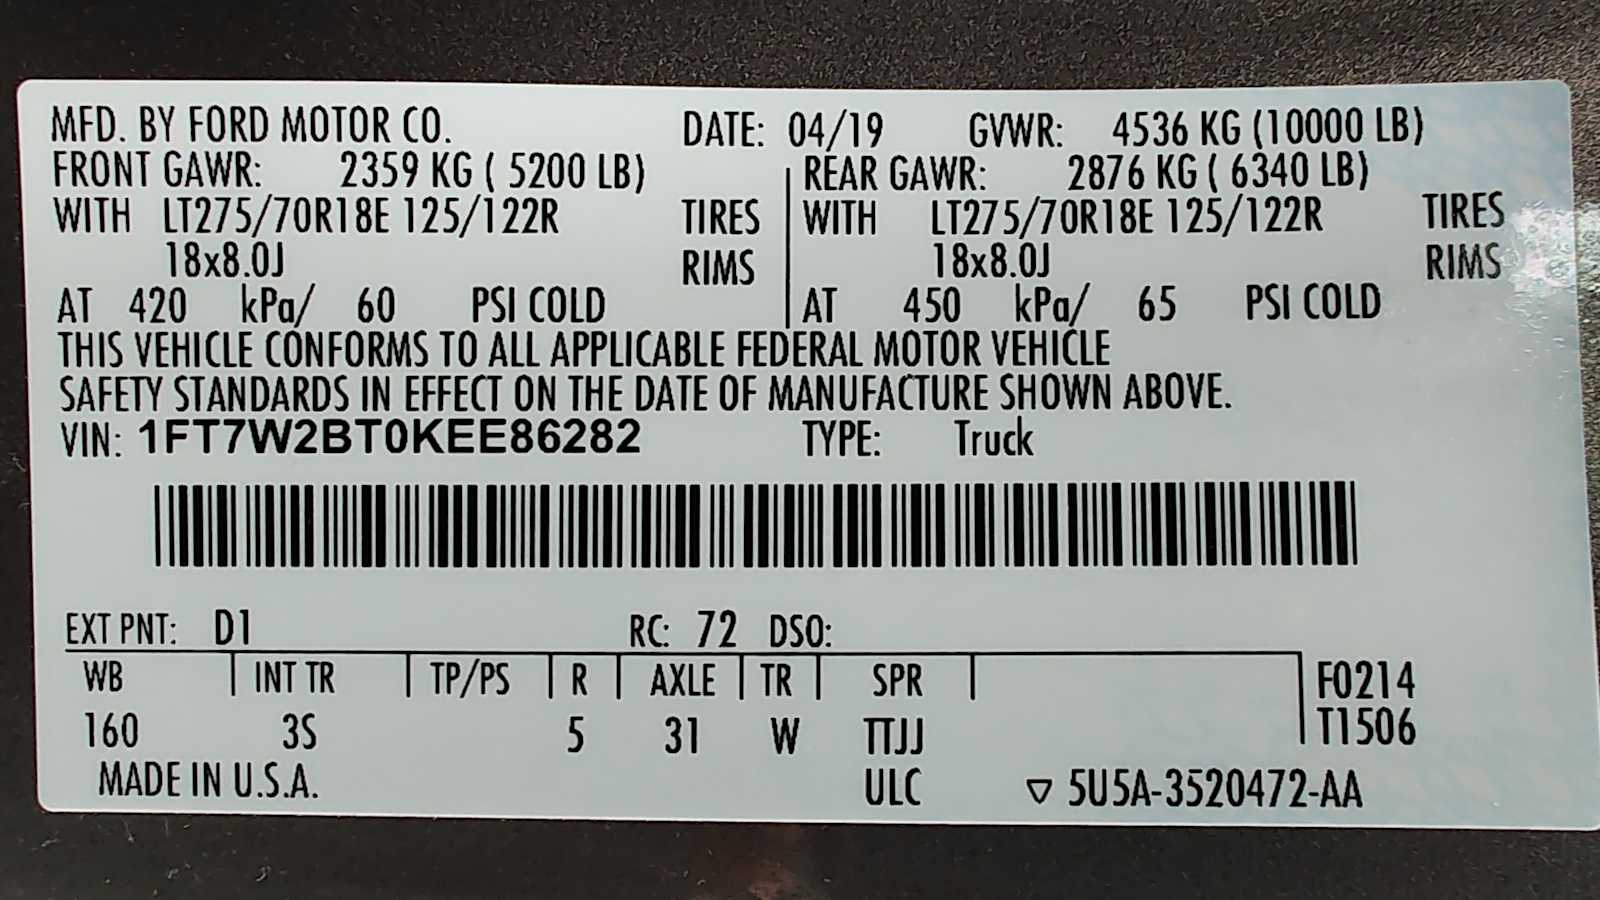 MFD. BY FORD MOTOR CO. DATE: 04/19 GVWR: 4536 KG (10000 LB)
FRONT GAWR: 2359 KG ( 5200 LB) REAR GAWR: 2876 KG ( 6340 LB)
WITH LT275/70R18E 125/122R TIRES WITH LT275/70R18E 125/122R TIRES
18x8.0J RIMS 18x8.0J RIMS
AT 420 kPa/ 60 PSI COLD AT 450 kPa/ 65 PSI COLD
THIS VEHICLE CONFORMS TO ALL APPLICABLE FEDERAL MOTOR VEHICLE
SAFETY STANDARDS IN EFFECT ON THE DATE OF MANUFACTURE SHOWN ABOVE.
VIN: 1FT7W2BT0KEE86282 TYPE: Truck
EXT PNT: D1 RC: 72 DSO:
WB INT TR TP/PS R AXLE TR SPR F0214
160 3S 5 31 W TTJJ T1506
MADE IN U.S.A. ULC ▽ 5U5A-3520472-AA